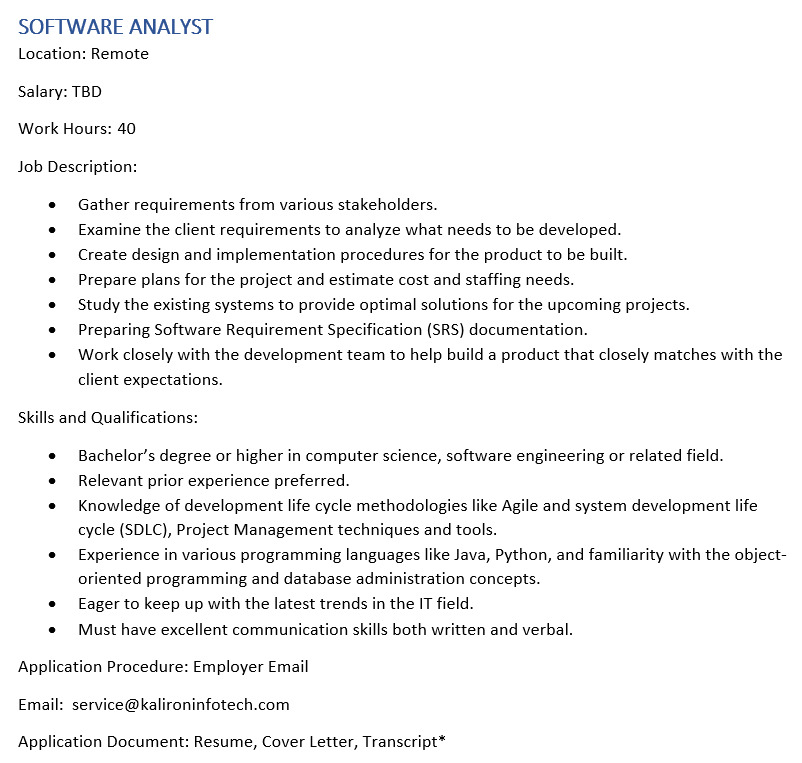 SOFTWARE ANALYST
Location: Remote
Salary: TBD
Work Hours: 40
Job Description:
• Gather requirements from various stakeholders.
• Examine the client requirements to analyze what needs to be developed.
• Create design and implementation procedures for the product to be built.
• Prepare plans for the project and estimate cost and staffing needs.
• Study the existing systems to provide optimal solutions for the upcoming projects.
• Preparing Software Requirement Specification (SRS) documentation.
• Work closely with the development team to help build a product that closely matches with the
client expectations.
Skills and Qualifications:
• Bachelor’s degree or higher in computer science, software engineering or related field.
• Relevant prior experience preferred.
• Knowledge of development life cycle methodologies like Agile and system development life
cycle (SDLC), Project Management techniques and tools.
• Experience in various programming languages like Java, Python, and familiarity with the object-
oriented programming and database administration concepts.
• Eager to keep up with the latest trends in the IT field.
• Must have excellent communication skills both written and verbal.
Application Procedure: Employer Email
Email:  service@kalironinfotech.com
Application Document: Resume, Cover Letter, Transcript*